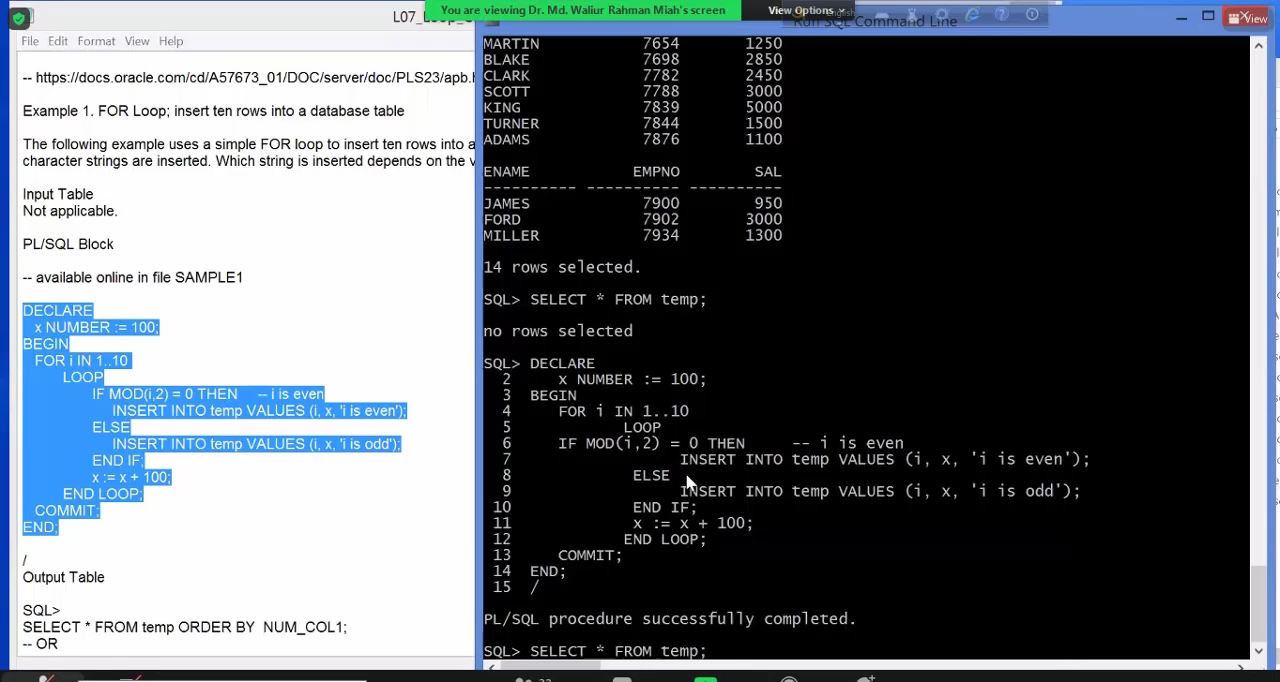 You are viewing Dr. Md. Waliur Rahman Miah's screen
View Options
L07_Loop_
Run SQL Command Line
View
File Edit Format View Help
-- https://docs.oracle.com/cd/A57673_01/DOC/server/doc/PLS23/apb.h
Example 1. FOR Loop; insert ten rows into a database table
The following example uses a simple FOR loop to insert ten rows into a
character strings are inserted. Which string is inserted depends on the v
Input Table
Not applicable.
PL/SQL Block
-- available online in file SAMPLE1
DECLARE
x NUMBER := 100;
BEGIN
FOR i IN 1..10
LOOP
IF MOD(i,2) = 0 THEN -- i is even
INSERT INTO temp VALUES (i, x, 'i is even');
ELSE
INSERT INTO temp VALUES (i, x, 'i is odd');
END IF;
x := x + 100;
END LOOP;
COMMIT;
END;
/
Output Table
SQL>
SELECT * FROM temp ORDER BY NUM_COL1;
-- OR
MARTIN 7654 1250
BLAKE 7698 2850
CLARK 7782 2450
SCOTT 7788 3000
KING 7839 5000
TURNER 7844 1500
ADAMS 7876 1100
ENAME EMPNO SAL
---------- ---------- ----------
JAMES 7900 950
FORD 7902 3000
MILLER 7934 1300
14 rows selected.
SQL> SELECT * FROM temp;
no rows selected
SQL> DECLARE
2 x NUMBER := 100;
3 BEGIN
4 FOR i IN 1..10
5 LOOP
6 IF MOD(i,2) = 0 THEN -- i is even
7 INSERT INTO temp VALUES (i, x, 'i is even');
8 ELSE
9 INSERT INTO temp VALUES (i, x, 'i is odd');
10 END IF;
11 x := x + 100;
12 END LOOP;
13 COMMIT;
14 END;
15 /
PL/SQL procedure successfully completed.
SQL> SELECT * FROM temp;